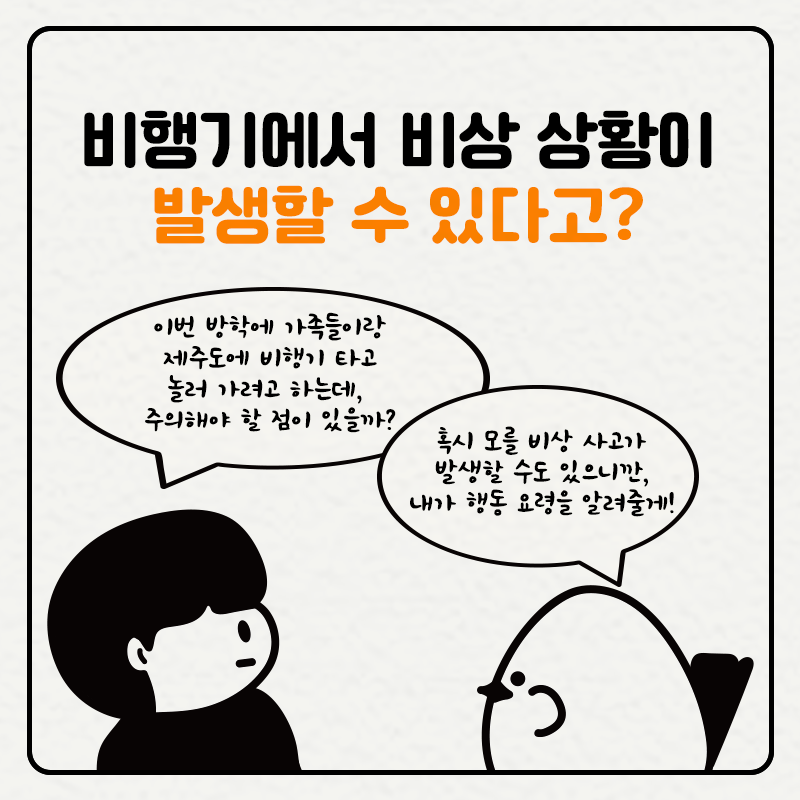 비행기에서 비상 상황이
발생할 수 있다고?
이번 방학에 가족들이랑
제주도에 비행기 타고
놀러 가려고 하는데,
주의해야 할 점이 있을까?
혹시 모를 비상 사고가
발생할 수도 있으니깐,
내가 행동 요령을 알려줄게!